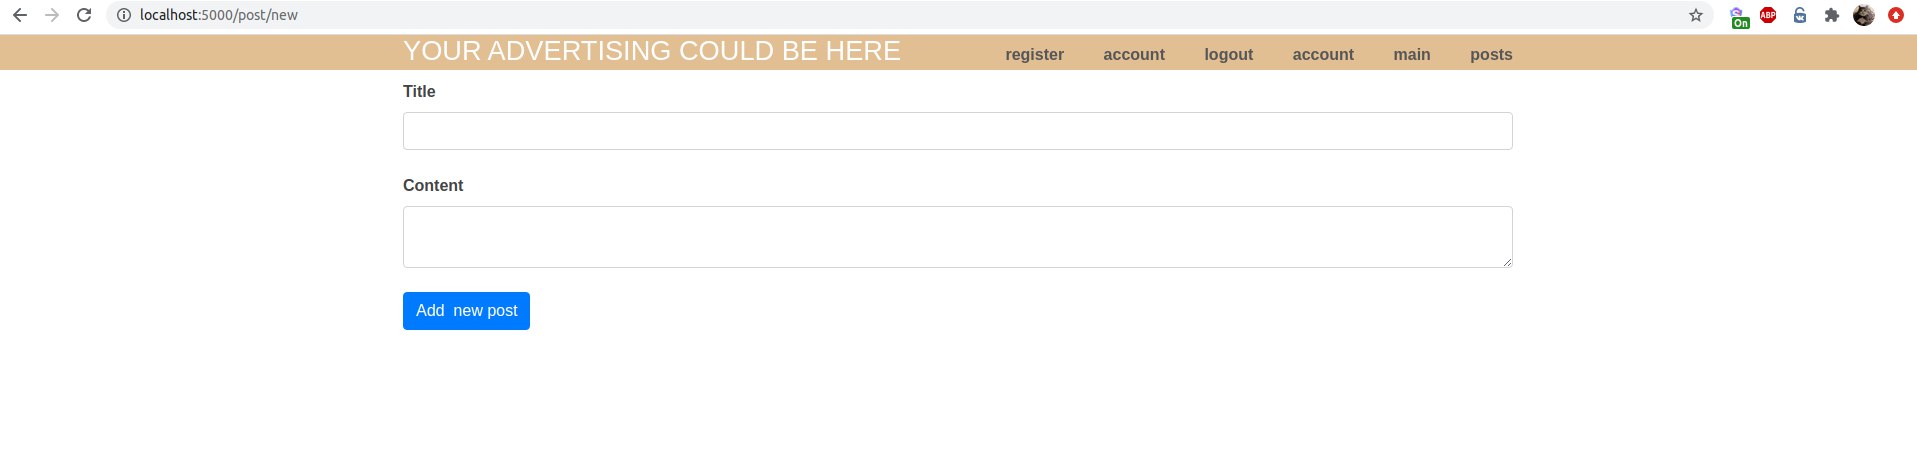 localhost:5000/post/new
On
ABP
YOUR ADVERTISING COULD BE HERE register account logout account main posts
Title
Content
Add  new post